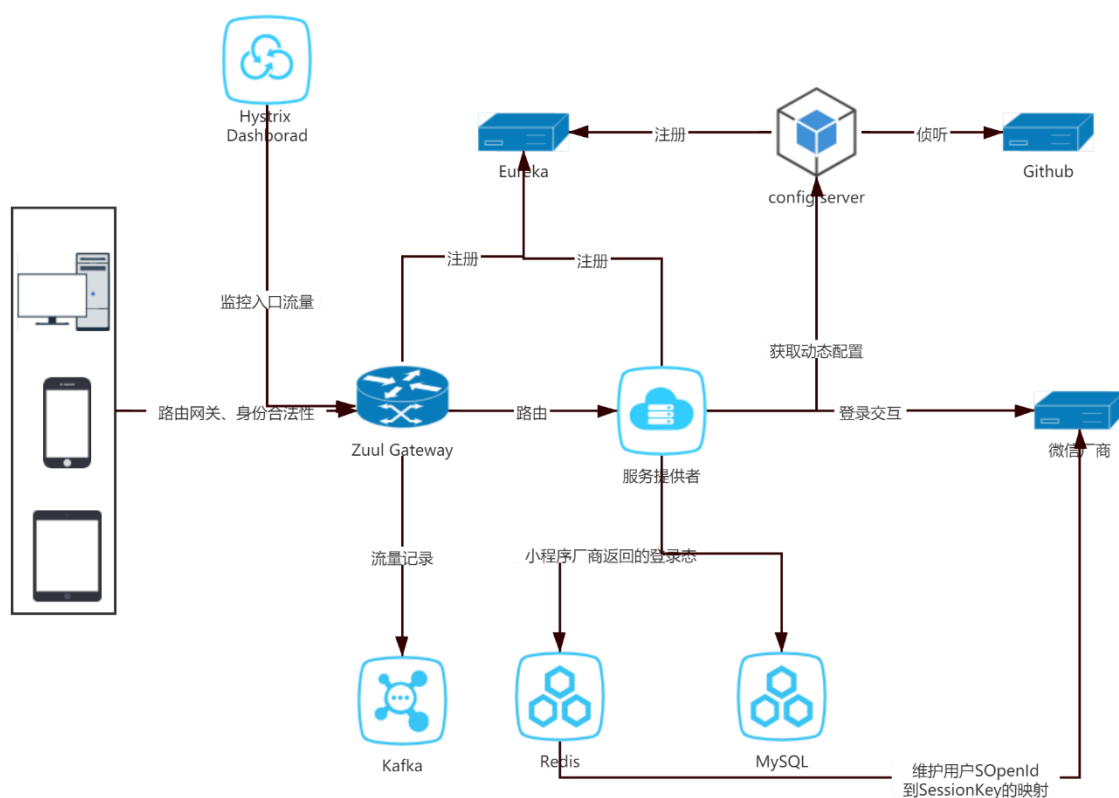 Hystrix
Dashborad
Eureka
注册
config server
侦听
Github
注册
注册
监控入口流量
获取动态配置
路由网关、身份合法性
Zuul Gateway
路由
服务提供者
登录交互
微信厂商
流量记录
小程序厂商返回的登录态
Kafka
Redis
MySQL
维护用户SOpenId
到SessionKey的映射